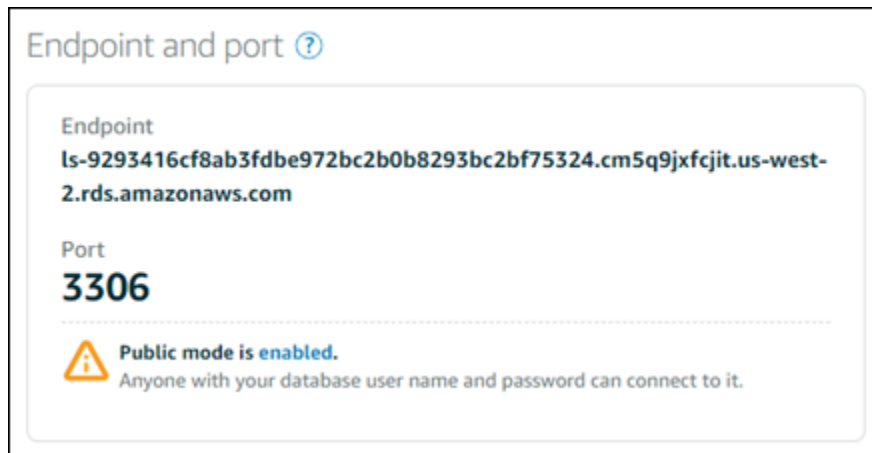 Endpoint and port ?
Endpoint
ls-9293416cf8ab3fdbe972bc2b0b8293bc2bf75324.cm5q9jxfcjit.us-west-
2.rds.amazonaws.com
Port
3306
Public mode is enabled.
Anyone with your database user name and password can connect to it.